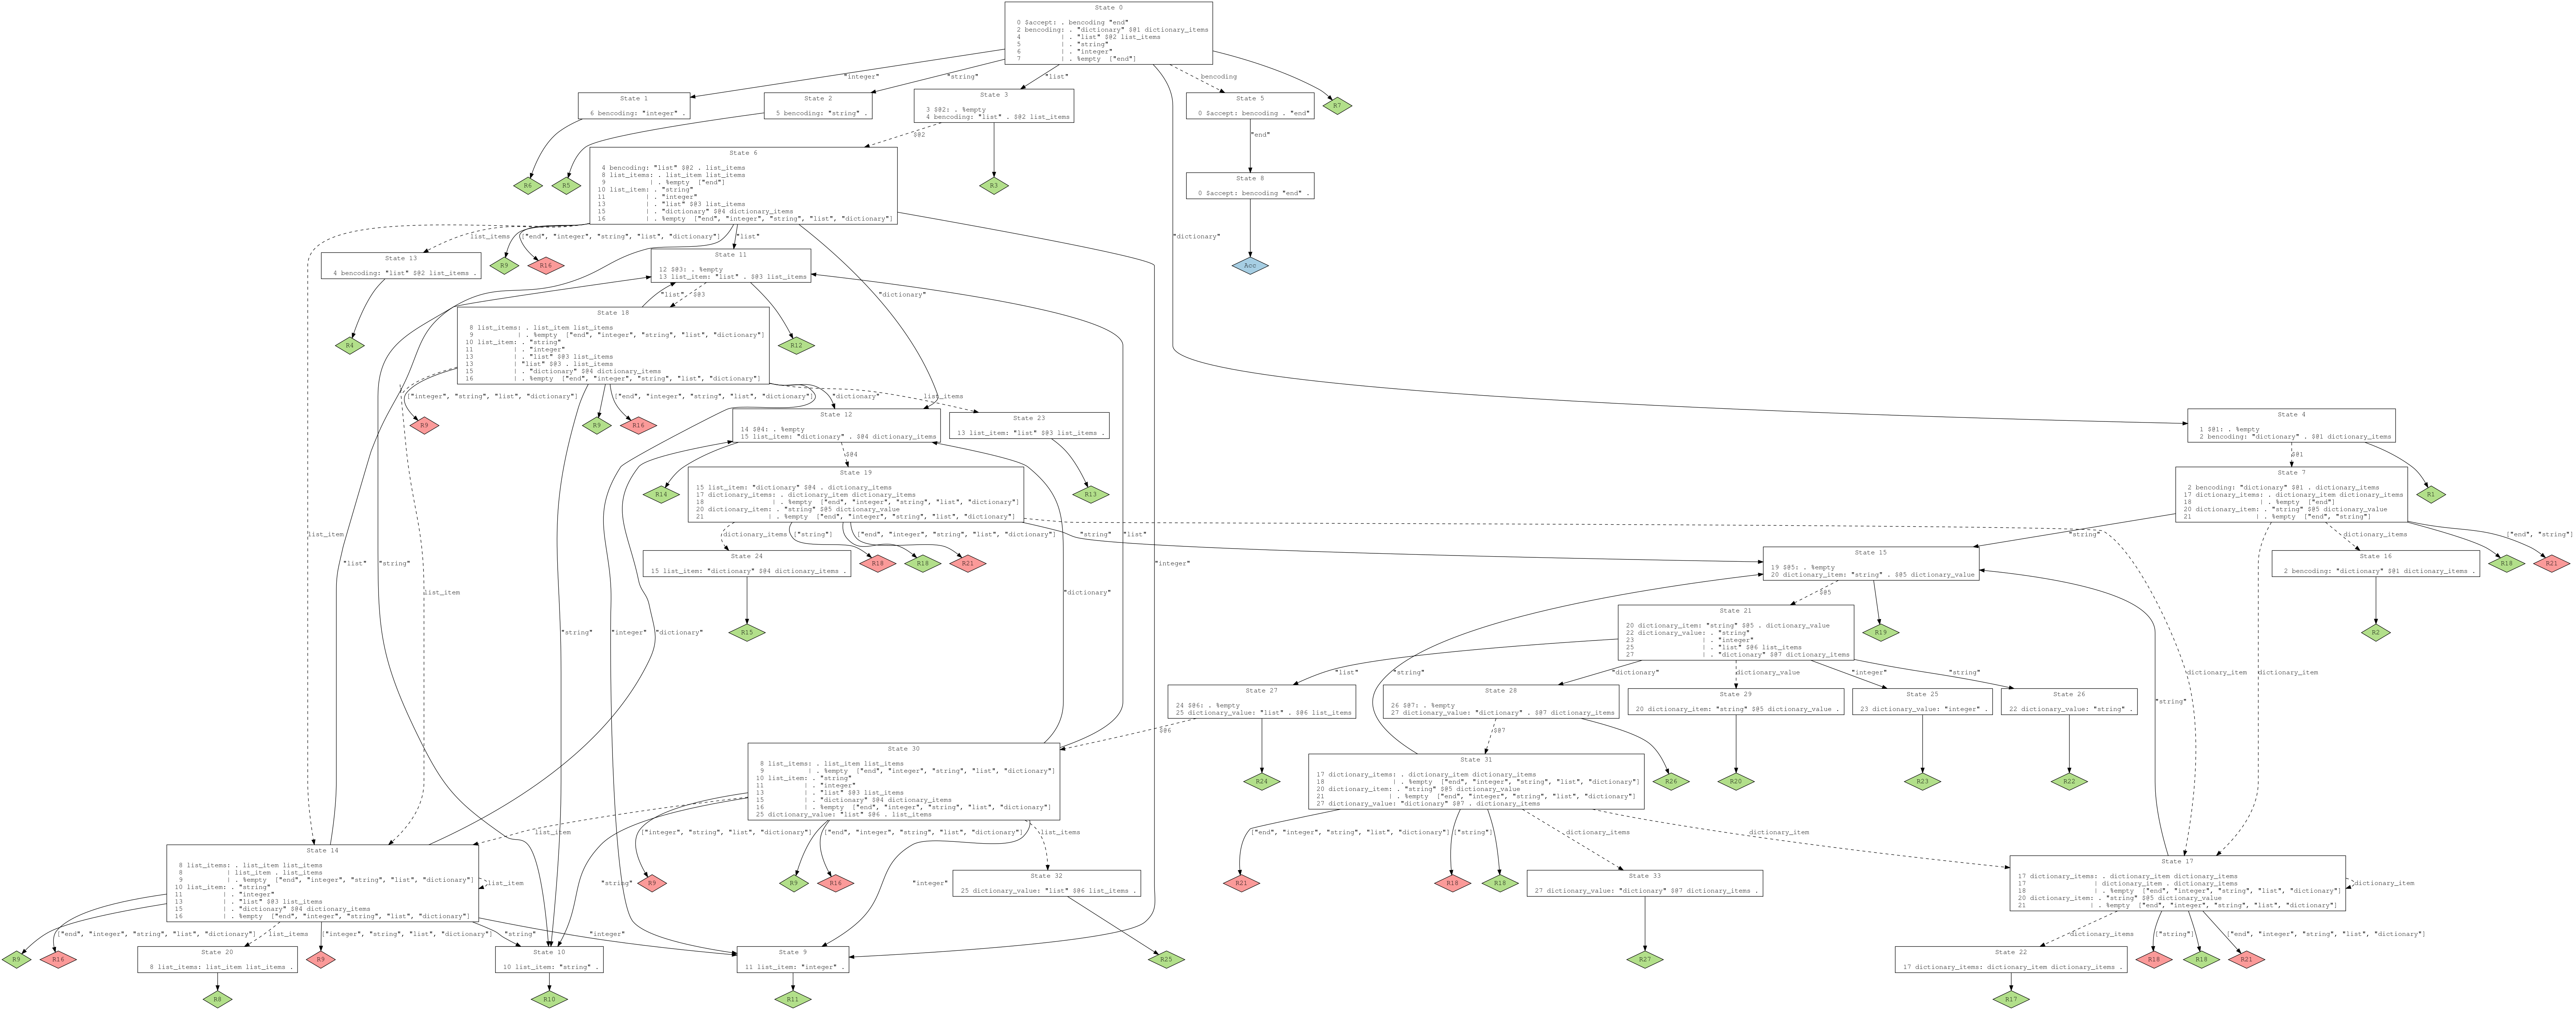 State 0
0 $accept: . bencoding "end"
2 bencoding: . "dictionary" $@1 dictionary_items
4 | . "list" $@2 list_items
5 | . "string"
6 | . "integer"
7 | . %empty ["end"]
"integer"
"string"
"list"
bencoding
State 1
6 bencoding: "integer" .
State 2
5 bencoding: "string" .
State 3
3 $@2: . %empty
4 bencoding: "list" . $@2 list_items
State 5
0 $accept: bencoding . "end"
R7
$@2
"end"
State 6
4 bencoding: "list" $@2 . list_items
8 list_items: . list_item list_items
9 | . %empty ["end"]
10 list_item: . "string"
11 | . "integer"
13 | . "list" $@3 list_items
15 | . "dictionary" $@4 dictionary_items
16 | . %empty ["end", "integer", "string", "list", "dictionary"]
R6
R5
R3
State 8
0 $accept: bencoding "end" .
list_items
["end", "integer", "string", "list", "dictionary"]
"list"
"dictionary"
State 13
4 bencoding: "list" $@2 list_items .
R9
R16
State 11
12 $@3: . %empty
13 list_item: "list" . $@3 list_items
Acc
"list"
$@3
"dictionary"
State 18
8 list_items: . list_item list_items
9 | . %empty ["end", "integer", "string", "list", "dictionary"]
10 list_item: . "string"
11 | . "integer"
13 | . "list" $@3 list_items
13 | "list" $@3 . list_items
15 | . "dictionary" $@4 dictionary_items
16 | . %empty ["end", "integer", "string", "list", "dictionary"]
R4
R12
["integer", "string", "list", "dictionary"]
["end", "integer", "string", "list", "dictionary"]
"dictionary"
list_items
R9
R9
R16
State 12
14 $@4: . %empty
15 list_item: "dictionary" . $@4 dictionary_items
State 23
13 list_item: "list" $@3 list_items .
State 4
1 $@1: . %empty
2 bencoding: "dictionary" . $@1 dictionary_items
$@4
$@1
R14
State 19
15 list_item: "dictionary" $@4 . dictionary_items
17 dictionary_items: . dictionary_item dictionary_items
18 | . %empty ["end", "integer", "string", "list", "dictionary"]
20 dictionary_item: . "string" $@5 dictionary_value
21 | . %empty ["end", "integer", "string", "list", "dictionary"]
R13
State 7
2 bencoding: "dictionary" $@1 . dictionary_items
17 dictionary_items: . dictionary_item dictionary_items
18 | . %empty ["end"]
20 dictionary_item: . "string" $@5 dictionary_value
21 | . %empty ["end", "string"]
R1
list_item
dictionary_items
["string"]
["end", "integer", "string", "list", "dictionary"]
"string"
"list"
"string"
dictionary_items
["end", "string"]
"list"
"string"
"integer"
State 24
15 list_item: "dictionary" $@4 dictionary_items .
R18
R18
R21
State 15
19 $@5: . %empty
20 dictionary_item: "string" . $@5 dictionary_value
State 16
2 bencoding: "dictionary" $@1 dictionary_items .
R18
R21
list_item
"dictionary"
$@5
"string"
"integer"
"dictionary"
R15
State 21
20 dictionary_item: "string" $@5 . dictionary_value
22 dictionary_value: . "string"
23 | . "integer"
25 | . "list" $@6 list_items
27 | . "dictionary" $@7 dictionary_items
R19
R2
"string"
"list"
"dictionary"
dictionary_value
"integer"
"string"
dictionary_item
dictionary_item
State 27
24 $@6: . %empty
25 dictionary_value: "list" . $@6 list_items
State 28
26 $@7: . %empty
27 dictionary_value: "dictionary" . $@7 dictionary_items
State 29
20 dictionary_item: "string" $@5 dictionary_value .
State 25
23 dictionary_value: "integer" .
State 26
22 dictionary_value: "string" .
"string"
$@6
$@7
State 30
8 list_items: . list_item list_items
9 | . %empty ["end", "integer", "string", "list", "dictionary"]
10 list_item: . "string"
11 | . "integer"
13 | . "list" $@3 list_items
15 | . "dictionary" $@4 dictionary_items
16 | . %empty ["end", "integer", "string", "list", "dictionary"]
25 dictionary_value: "list" $@6 . list_items
R24
State 31
17 dictionary_items: . dictionary_item dictionary_items
18 | . %empty ["end", "integer", "string", "list", "dictionary"]
20 dictionary_item: . "string" $@5 dictionary_value
21 | . %empty ["end", "integer", "string", "list", "dictionary"]
27 dictionary_value: "dictionary" $@7 . dictionary_items
R26
R20
R23
R22
list_item
["integer", "string", "list", "dictionary"]
["end", "integer", "string", "list", "dictionary"]
list_items
["end", "integer", "string", "list", "dictionary"]
["string"]
dictionary_items
dictionary_item
State 14
8 list_items: . list_item list_items
8 | list_item . list_items
9 | . %empty ["end", "integer", "string", "list", "dictionary"]
10 list_item: . "string"
11 | . "integer"
13 | . "list" $@3 list_items
15 | . "dictionary" $@4 dictionary_items
16 | . %empty ["end", "integer", "string", "list", "dictionary"]
list_item
"string"
R9
R9
R16
"integer"
State 32
25 dictionary_value: "list" $@6 list_items .
R21
R18
R18
State 33
27 dictionary_value: "dictionary" $@7 dictionary_items .
State 17
17 dictionary_items: . dictionary_item dictionary_items
17 | dictionary_item . dictionary_items
18 | . %empty ["end", "integer", "string", "list", "dictionary"]
20 dictionary_item: . "string" $@5 dictionary_value
21 | . %empty ["end", "integer", "string", "list", "dictionary"]
dictionary_item
["end", "integer", "string", "list", "dictionary"]
list_items
["integer", "string", "list", "dictionary"]
"string"
"integer"
dictionary_items
["string"]
["end", "integer", "string", "list", "dictionary"]
R9
R16
State 20
8 list_items: list_item list_items .
R9
State 10
10 list_item: "string" .
State 9
11 list_item: "integer" .
R25
R27
State 22
17 dictionary_items: dictionary_item dictionary_items .
R18
R18
R21
R8
R10
R11
R17